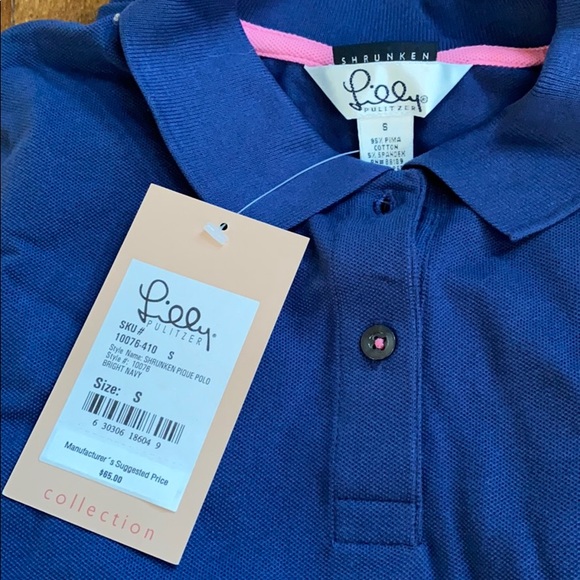 SHRUNKEN
Lilly®
PULITZER
S
95% PIMA
COTTON
5% SPANDEX
Lilly
PULITZER®
SKU#
10076-410 S
Style Name: SHRUNKEN PIQUE POLO
Style #: 10076
BRIGHT NAVY
Size: S
6 30306 18604 9
Manufacturer's Suggested Price
$65.00
collection